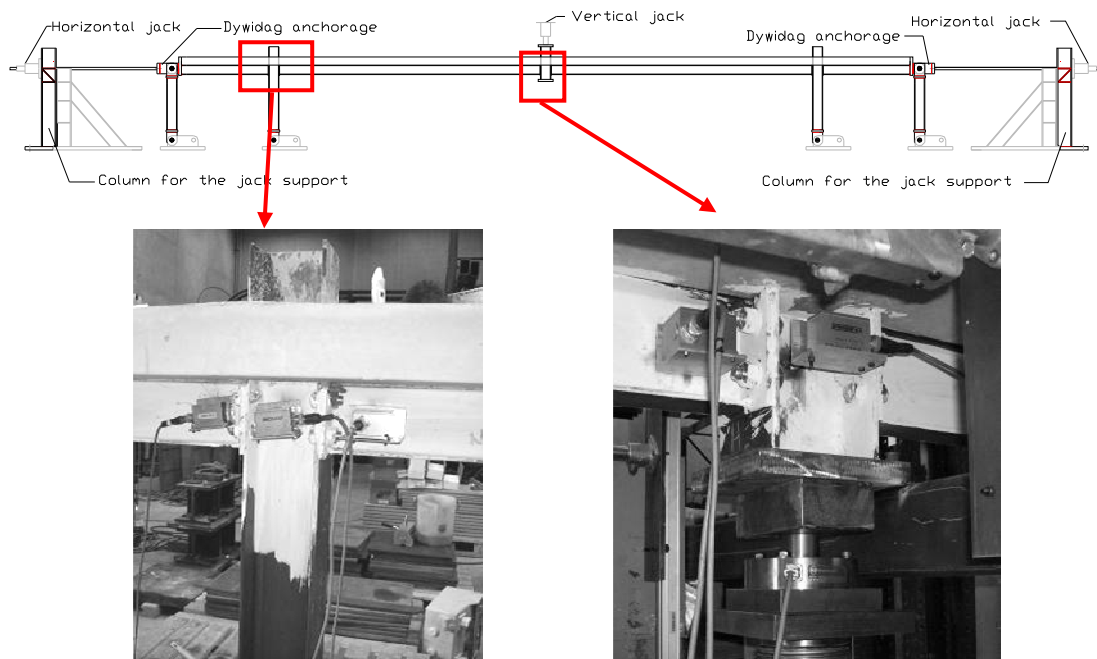 Vertical jack
Horizontal jack
Dywidag anchorage
Horizontal jack
Dywidag anchorage
Column for the jack support
Column for the jack support